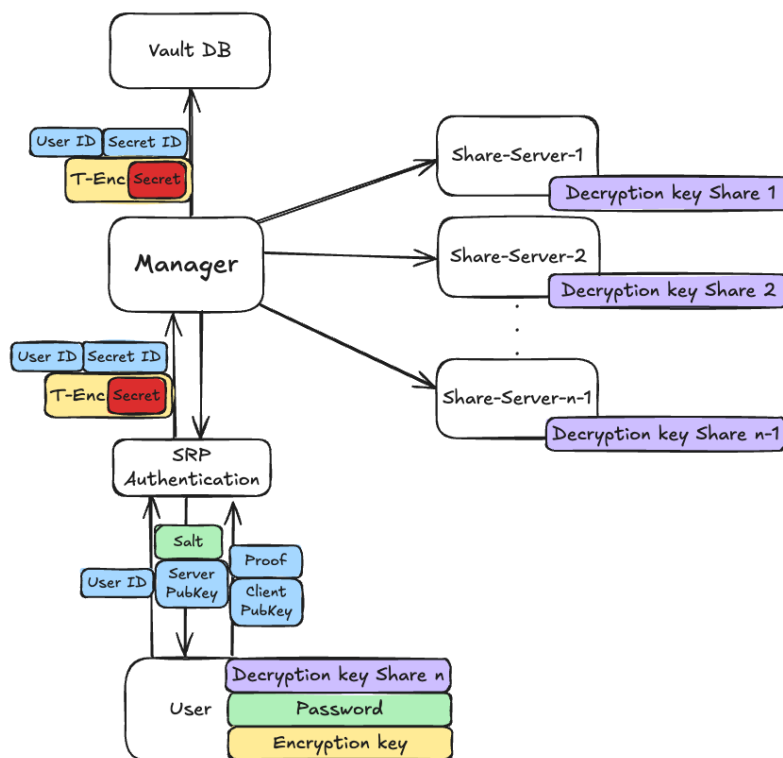 Vault DB
User ID
Secret ID
T-Enc
Secret
Share-Server-1
Decryption key Share 1
Manager
Share-Server-2
Decryption key Share 2
User ID
Secret ID
T-Enc
Secret
Share-Server-n-1
Decryption key Share n-1
SRP
Authentication
Salt
User ID
Server
PubKey
Proof
Client
PubKey
User
Decryption key Share n
Password
Encryption key